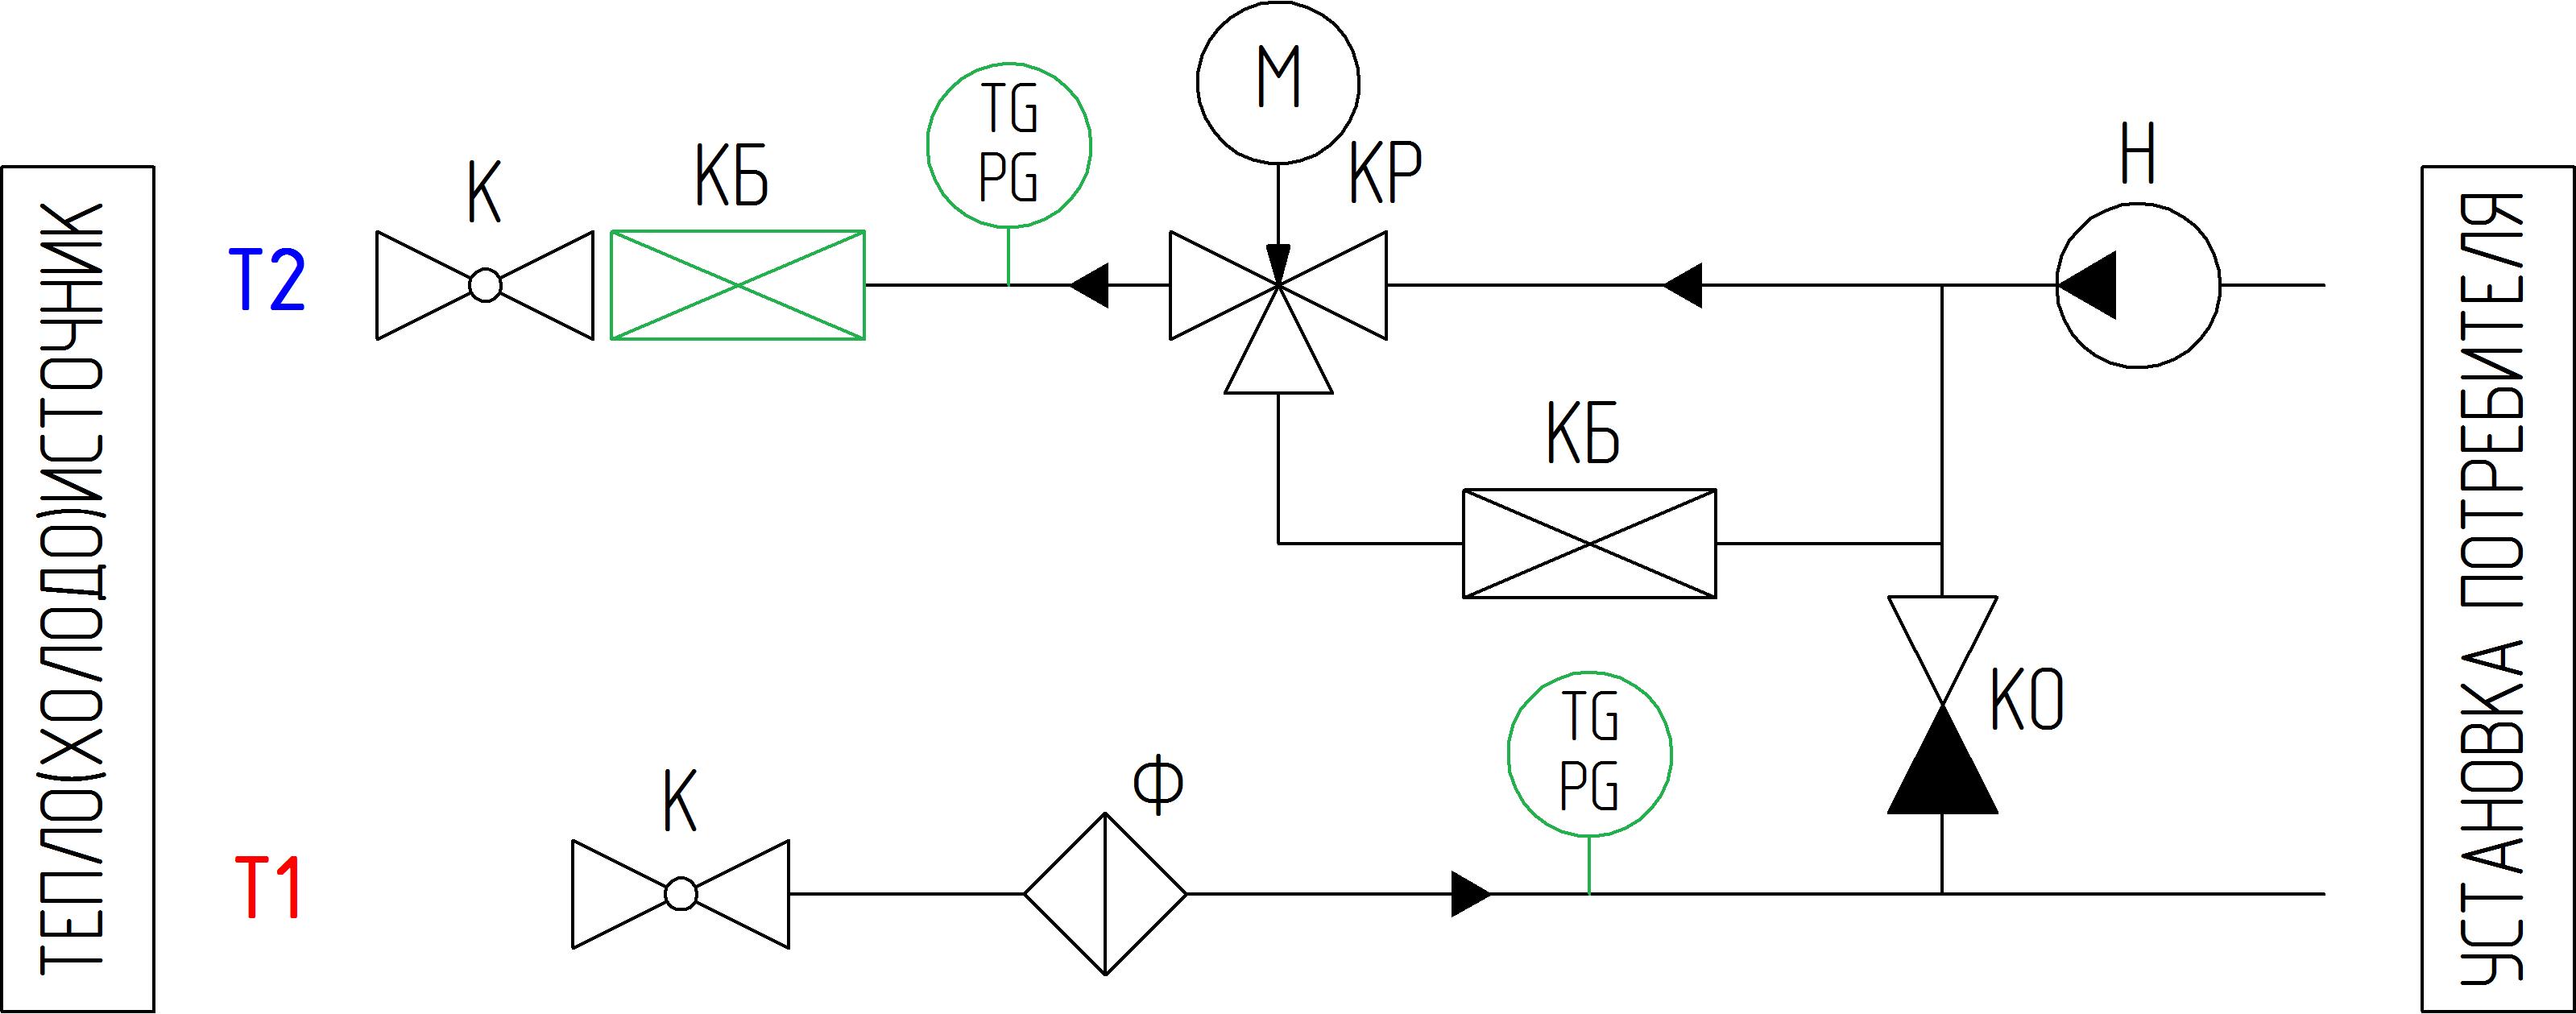 ТЕПЛО(ХОЛОДО)ИСТОЧНИК
T2
К
КБ
TG
PG
М
КР
Н
КБ
КО
TG
PG
T1
К
Ф
УСТАНОВКА ПОТРЕБИТЕЛЯ